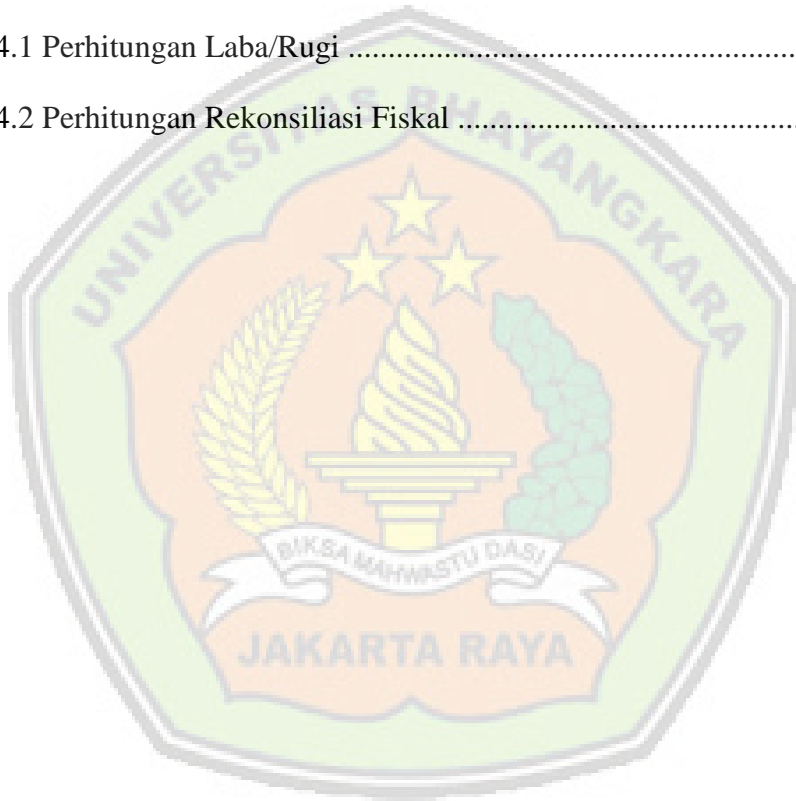 4.1 Perhitungan Laba/Rugi ........................................................
4.2 Perhitungan Rekonsiliasi Fiskal ..........................................
UNIVERSITAS BHAYANGKARA
BIKSA MAHWASTU DASI
JAKARTA RAYA